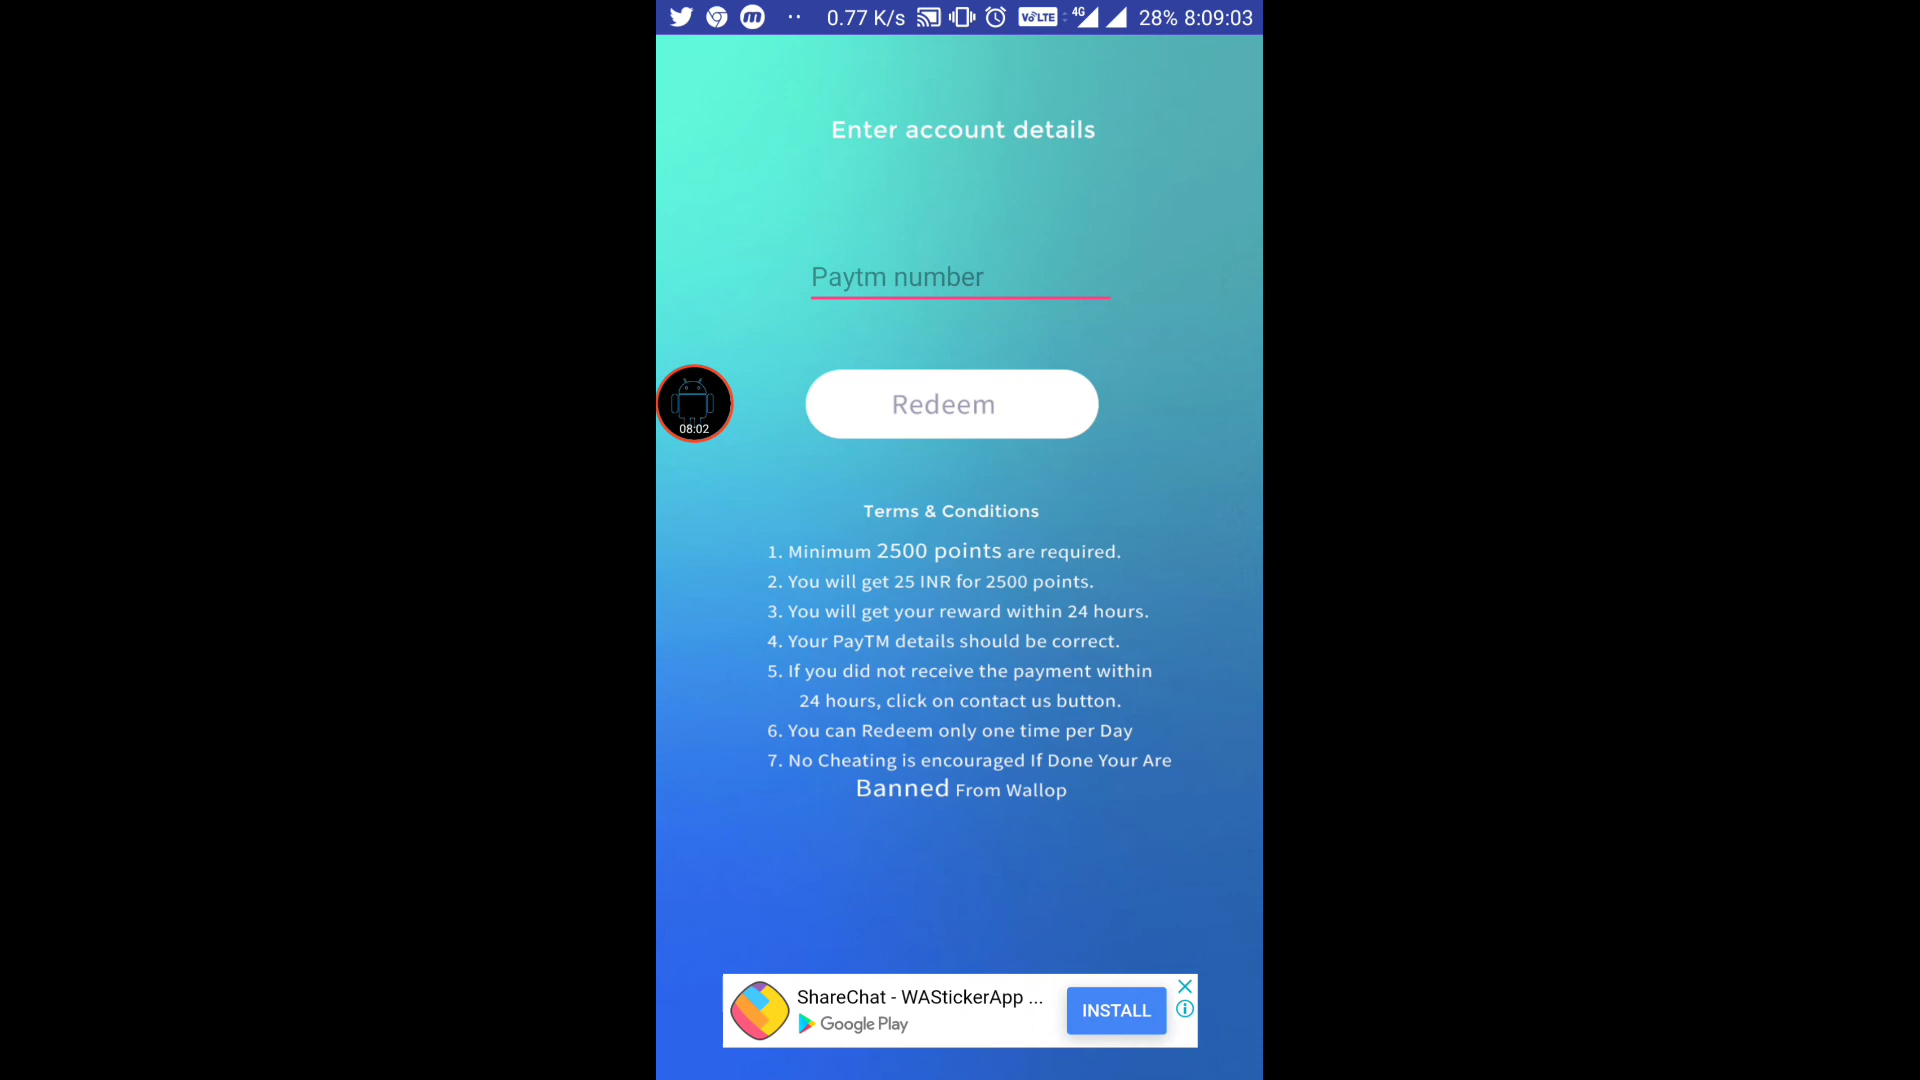 0.77 K/s VoLTE 4G 28% 8:09:03
Enter account details
Paytm number
Redeem
08:02
Terms & Conditions
1. Minimum 2500 points are required.
2. You will get 25 INR for 2500 points.
3. You will get your reward within 24 hours.
4. Your PayTM details should be correct.
5. If you did not receive the payment within
24 hours, click on contact us button.
6. You can Redeem only one time per Day
7. No Cheating is encouraged If Done Your Are
Banned From Wallop
ShareChat - WAStickerApp ...
Google Play
INSTALL